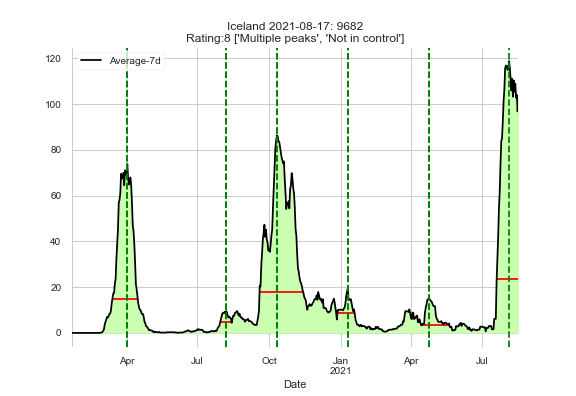 Iceland 2021-08-17: 9682
Rating:8 ['Multiple peaks', 'Not in control']
Average-7d
120
100
80
60
40
20
0
Apr Jul Oct Jan Apr Jul
2021
Date